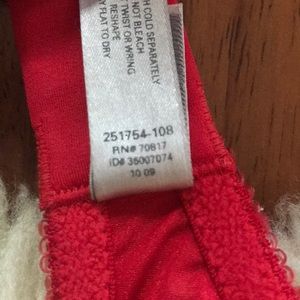 H COLD SEPARATELY
NOT BLEACH
TWIST OR WRING
RESHAPE
Y FLAT TO DRY
251754-108
RN# 70817
ID# 35007074
10 09